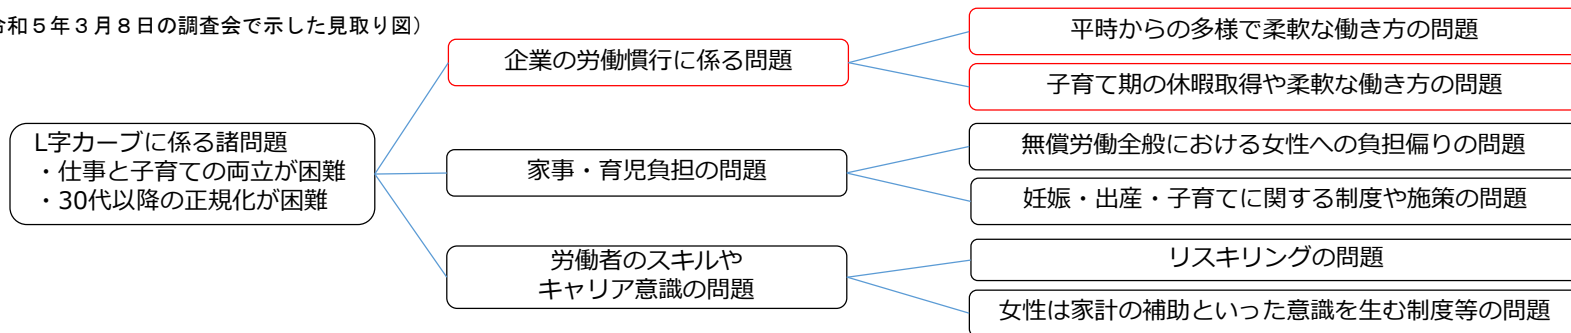 令和５年３月８日の調査会で示した見取り図）
L字カーブに係る諸問題
・仕事と子育ての両立が困難
・30代以降の正規化が困難
企業の労働慣行に係る問題
平時からの多様で柔軟な働き方の問題
子育て期の休暇取得や柔軟な働き方の問題
家事・育児負担の問題
無償労働全般における女性への負担偏りの問題
妊娠・出産・子育てに関する制度や施策の問題
労働者のスキルや
キャリア意識の問題
リスキリングの問題
女性は家計の補助といった意識を生む制度等の問題